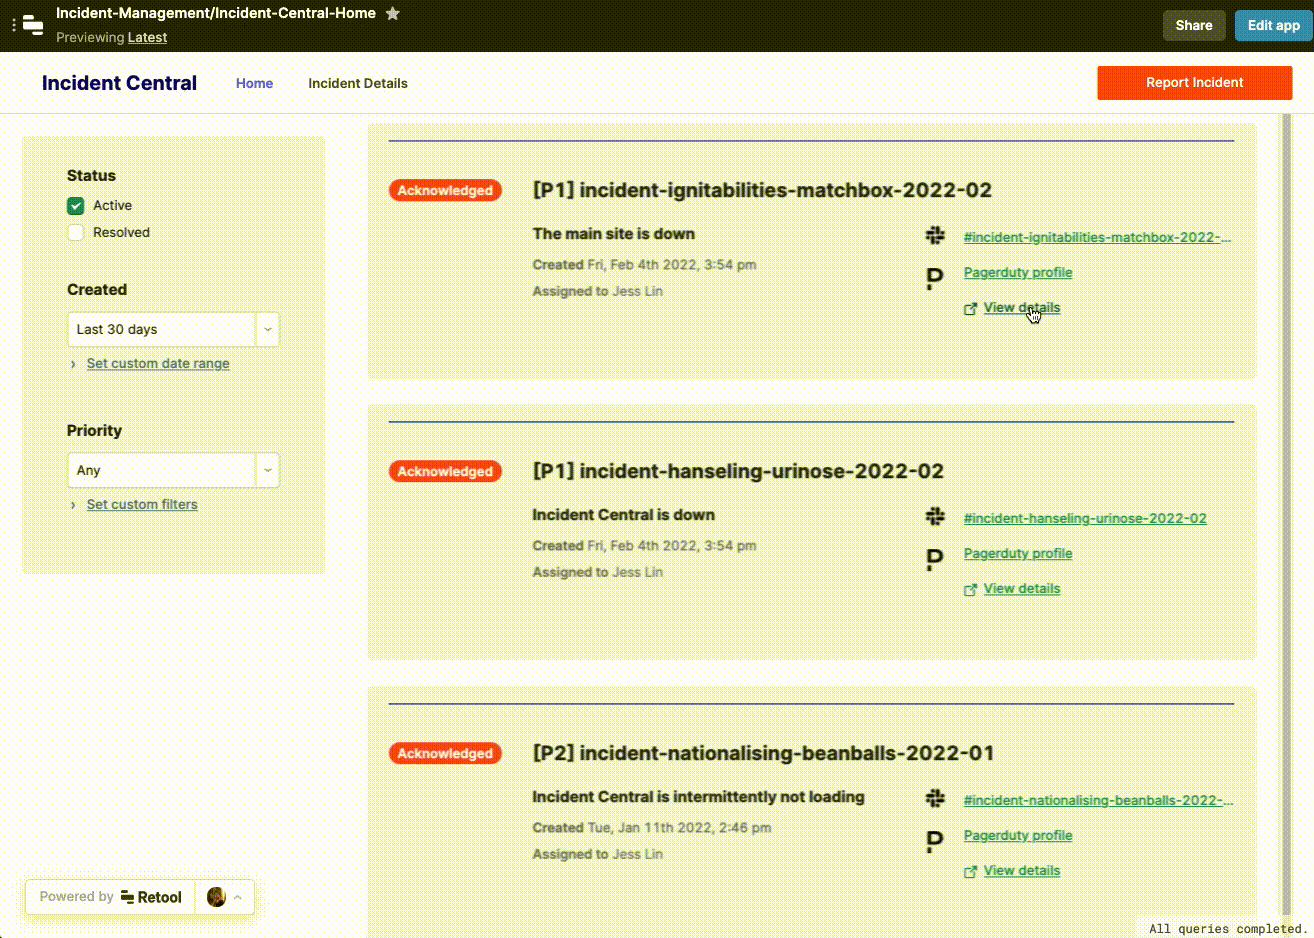 Incident-Management/Incident-Central-Home
Previewing Latest
Share
Edit app
Incident Central
Home
Incident Details
Report Incident
Status
Active
Resolved
Created
Last 30 days
Set custom date range
Priority
Any
Set custom filters
Acknowledged
[P1] incident-ignitabilities-matchbox-2022-02
The main site is down
Created Fri, Feb 4th 2022, 3:54 pm
Assigned to Jess Lin
#incident-ignitabilities-matchbox-2022-...
Pagerduty profile
View details
Acknowledged
[P1] incident-hanseling-urinose-2022-02
Incident Central is down
Created Fri, Feb 4th 2022, 3:54 pm
Assigned to Jess Lin
#incident-hanseling-urinose-2022-02
Pagerduty profile
View details
Acknowledged
[P2] incident-nationalising-beanballs-2022-01
Incident Central is intermittently not loading
Created Tue, Jan 11th 2022, 2:46 pm
Assigned to Jess Lin
#incident-nationalising-beanballs-2022-...
Pagerduty profile
View details
Powered by Retool
All queries completed.